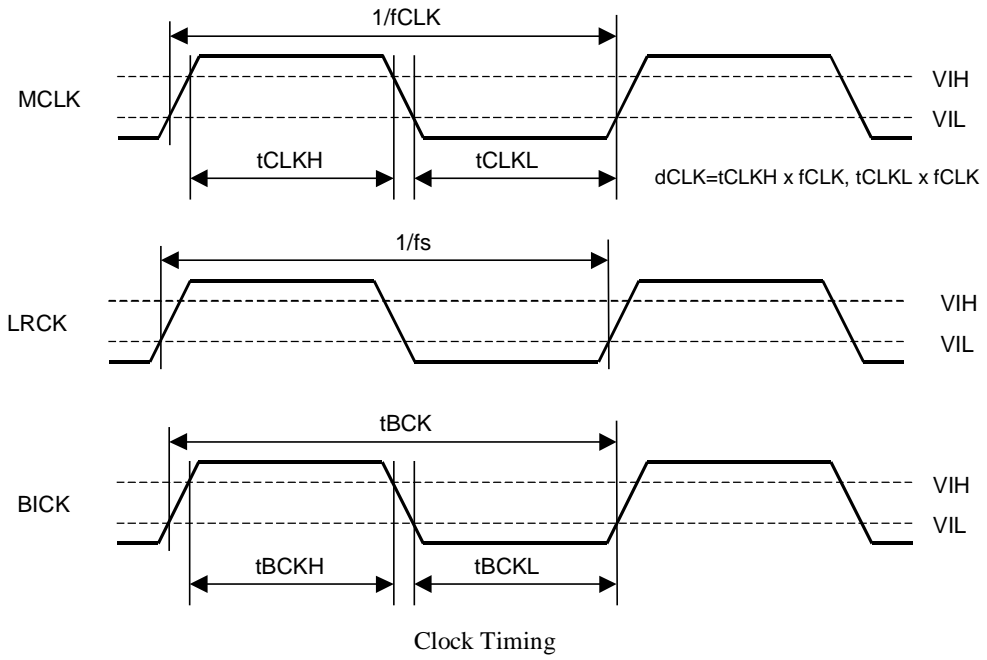 1/fCLK
VIH
MCLK
VIL
tCLKH
tCLKL
dCLK=tCLKH x fCLK, tCLKL x fCLK
1/fs
VIH
LRCK
VIL
tBCK
VIH
BICK
VIL
tBCKH
tBCKL
Clock Timing